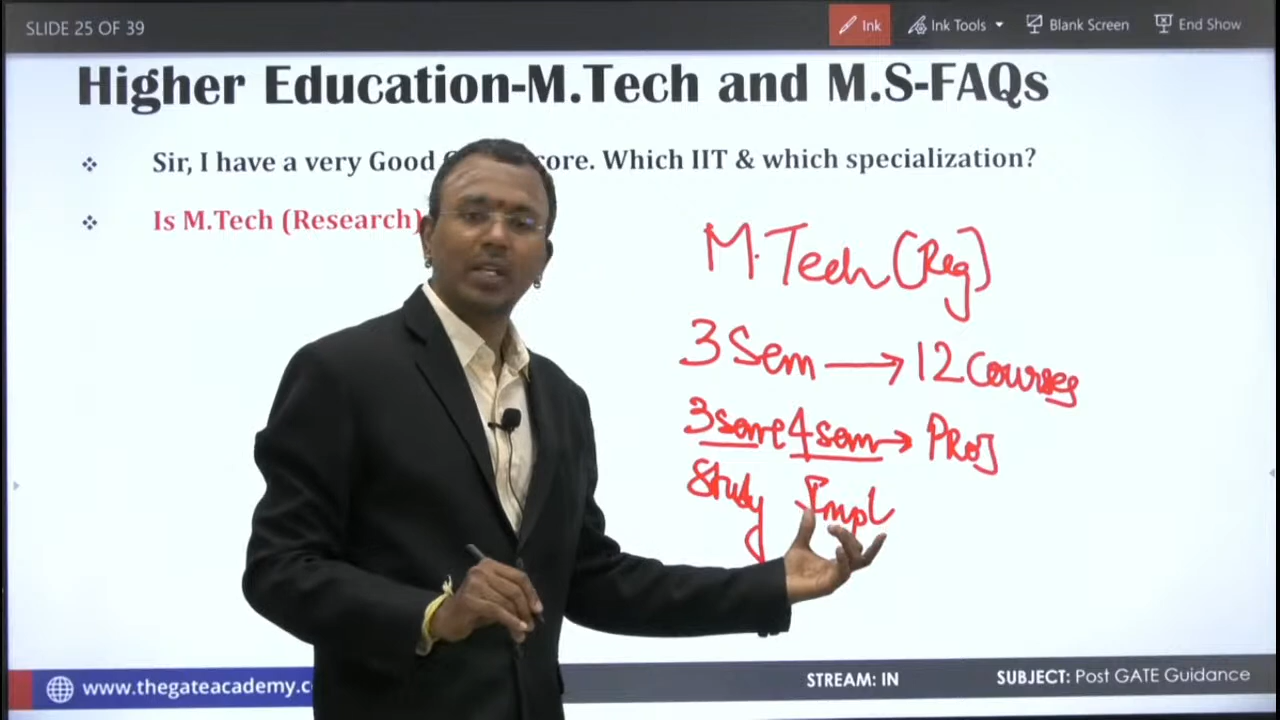 SLIDE 25 OF 39
Ink
Ink Tools
Blank Screen
End Show
Higher Education-M.Tech and M.S-FAQs
❖ Sir, I have a very Good core. Which IIT & which specialization?
❖ Is M.Tech (Research)
M.Tech (Reg)
3 Sem → 12 Courses
3 sem 4 sem → PROJ
Study Impl
www.thegateacademy.c
STREAM: IN
SUBJECT: Post GATE Guidance